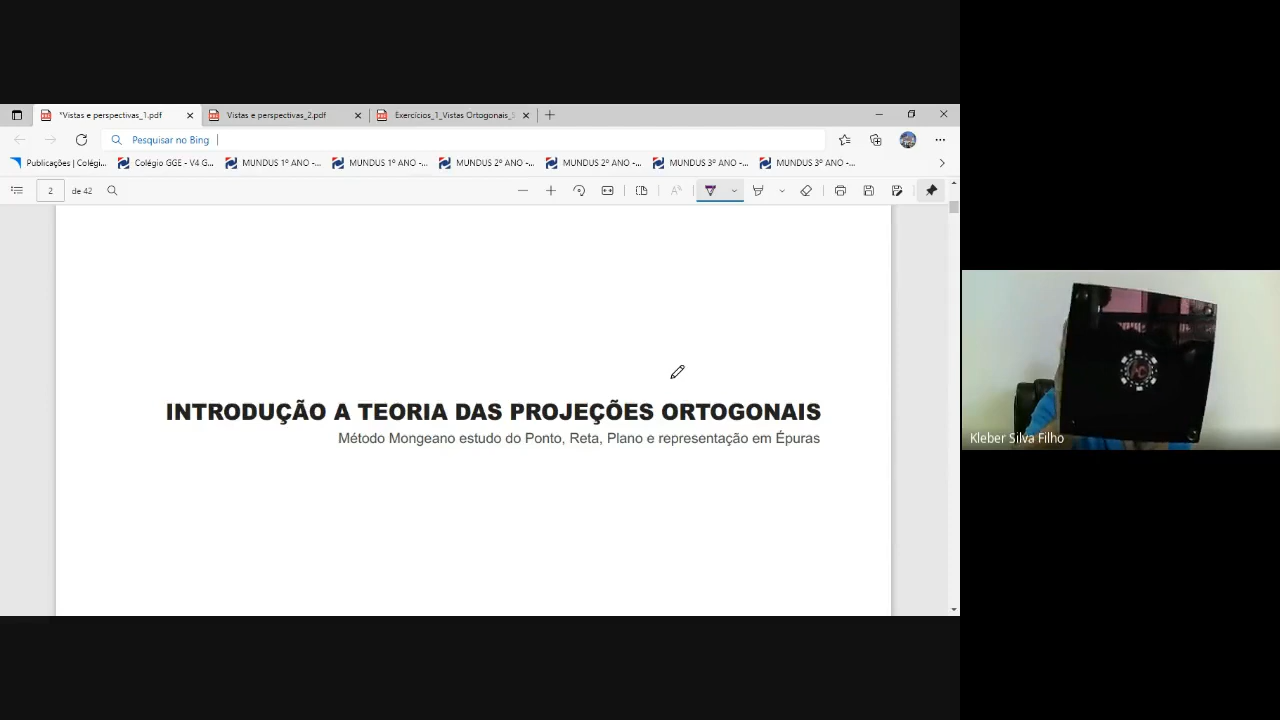 *Vistas e perspectivas_1.pdf
Vistas e perspectivas_2.pdf
Exercícios_1_Vistas Ortogonais_
Pesquisar no Bing
Publicações | Colégi...
Colégio GGE - V4 G...
MUNDUS 1º ANO -...
MUNDUS 1º ANO -...
MUNDUS 2º ANO -...
MUNDUS 2º ANO -...
MUNDUS 3º ANO -...
MUNDUS 3º ANO -...
2 de 42
INTRODUÇÃO A TEORIA DAS PROJEÇÕES ORTOGONAIS
Método Mongeano estudo do Ponto, Reta, Plano e representação em Épuras
Kleber Silva Filho